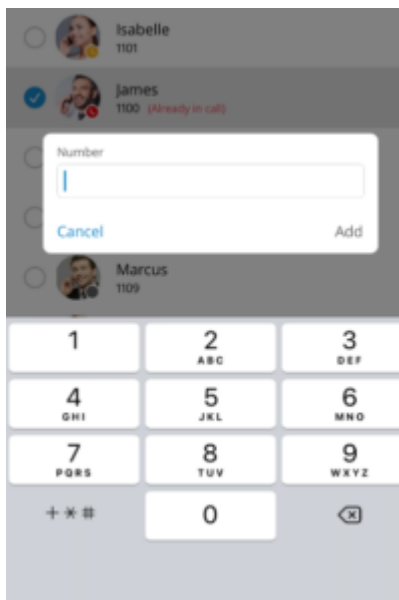 Isabelle
1101
James
1100 (Already in call)
Number
Cancel Add
Marcus
1109
1 2 3
ABC DEF
4 5 6
GHI JKL MNO
7 8 9
PQRS TUV WXYZ
+ * # 0